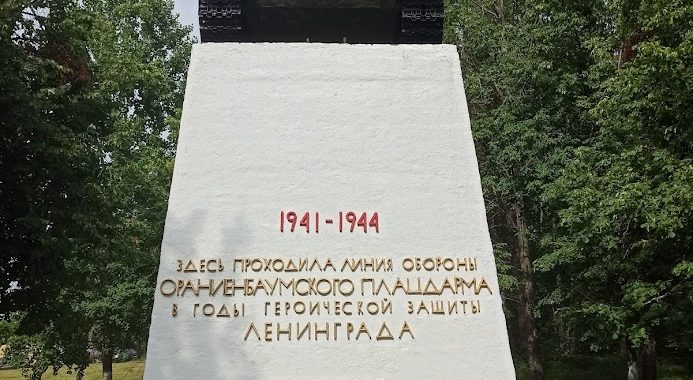 1941-1944
ЗДЕСЬ ПРОХОДИЛА ЛИНИЯ ОБОРОНЫ
ОРАНИЕНБАУМСКОГО ПЛАЦДАРМА
В ГОДЫ ГЕРОИЧЕСКОЙ ЗАЩИТЫ
ЛЕНИНГРАДА